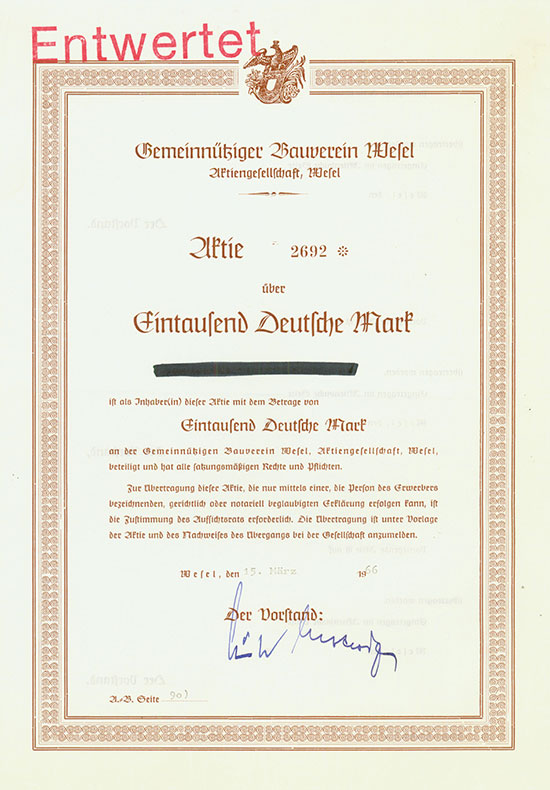 Entwertet
Gemeinnütziger Bauverein Wesel
Aktiengesellschaft, Wesel
Aktie 2692 *
über
Eintausend Deutsche Mark
ist als Inhaber(in) dieser Aktie mit dem Betrage von
Eintausend Deutsche Mark
an der Gemeinnützigen Bauverein Wesel, Aktiengesellschaft, Wesel,
beteiligt und hat alle satzungsmäßigen Rechte und Pflichten.
Zur Übertragung dieser Aktie, die nur mittels einer, die Person des Erwerbers
bezeichnenden, gerichtlich oder notariell beglaubigten Erklärung erfolgen kann, ist
die Zustimmung des Aufsichtsrats erforderlich. Die Übertragung ist unter Vorlage
der Aktie und des Nachweises des Übergangs bei der Gesellschaft anzumelden.
Wesel, den 15. März 1966
Der Vorstand:
A.-B. Seite